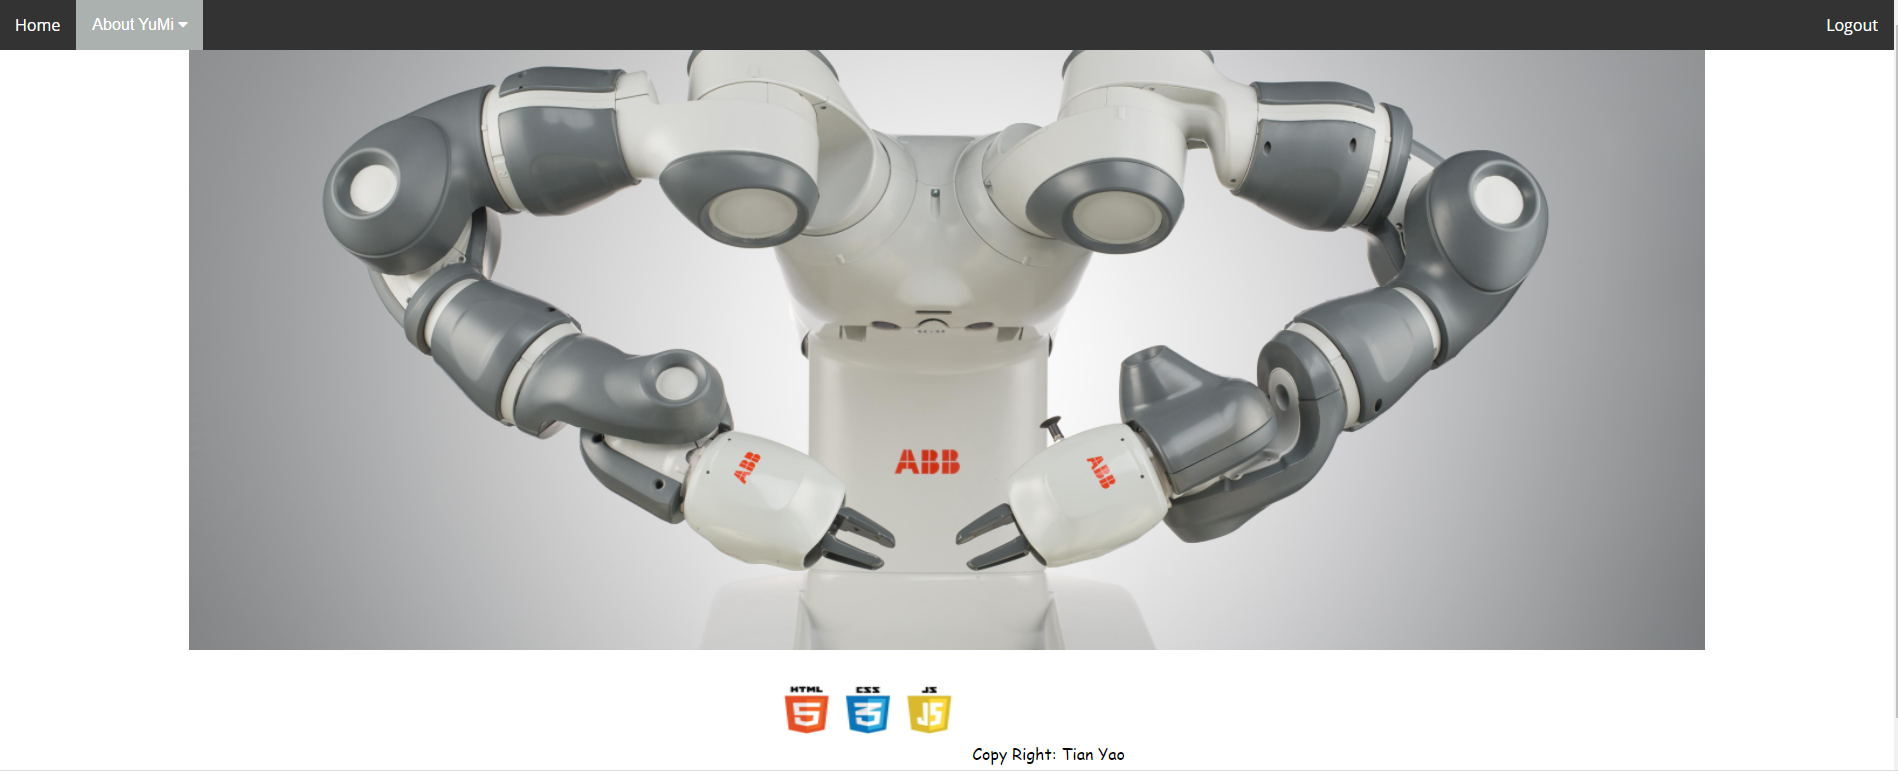 Home
About YuMi
Logout
ABB
ABB
ABB
HTML
5
CSS
3
JS
JS
Copy Right: Tian Yao